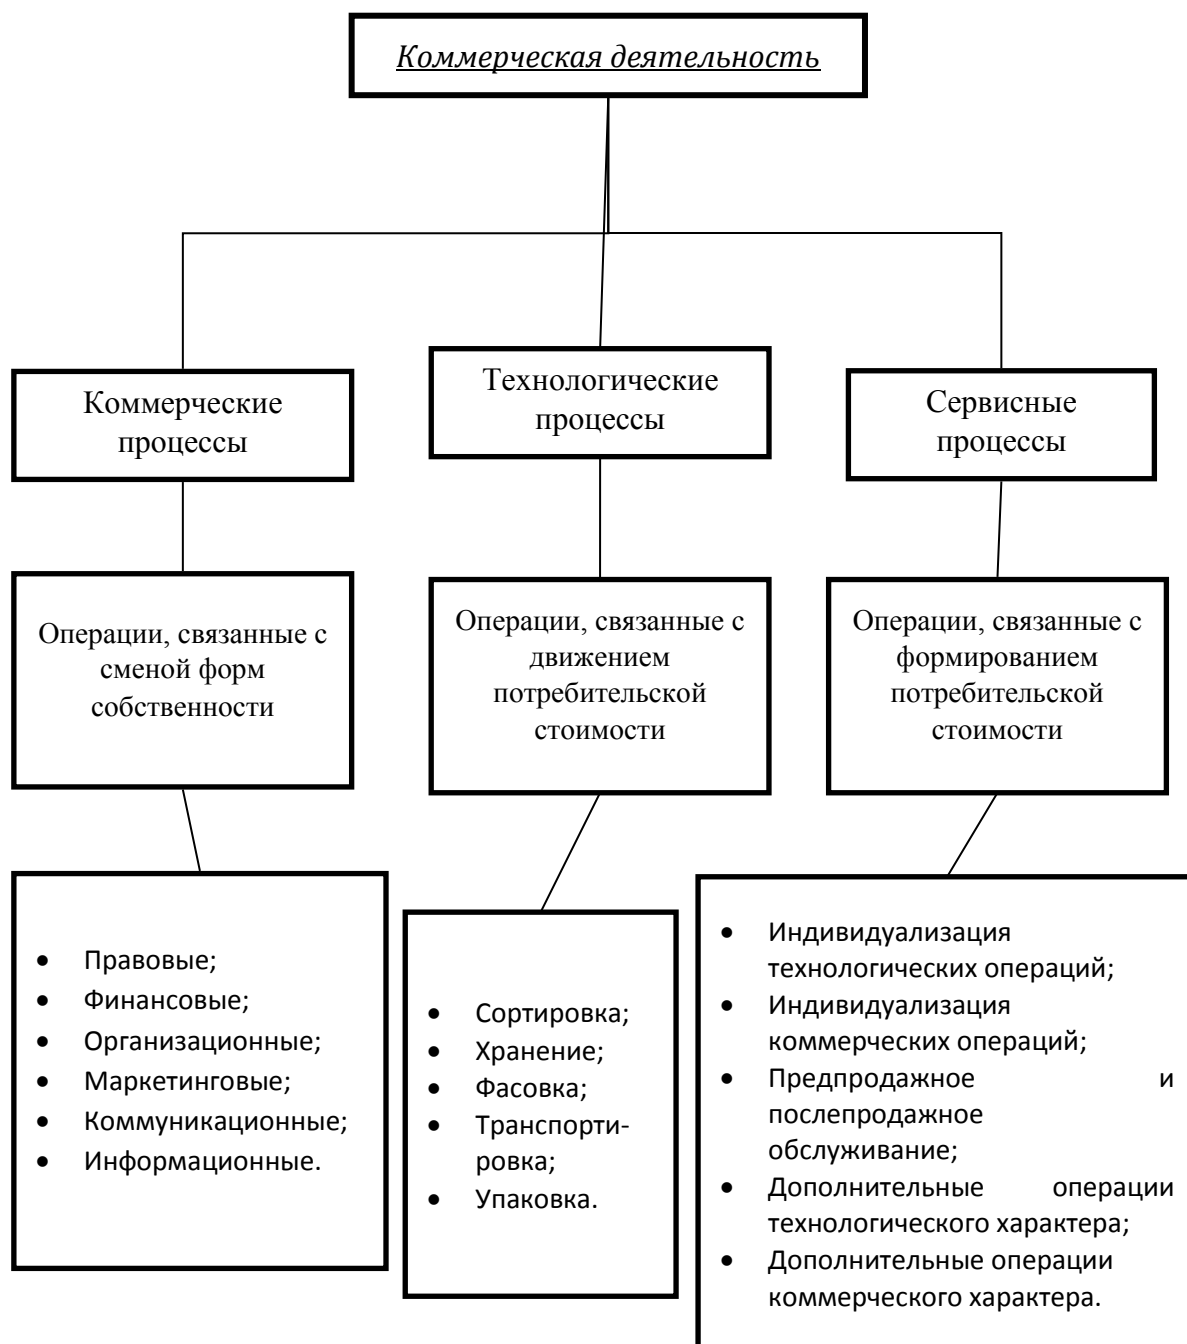 Коммерческая деятельность
Коммерческие
процессы
Технологические
процессы
Сервисные
процессы
Операции, связанные с
сменой форм
собственности
Операции, связанные с
движением
потребительской
стоимости
Операции, связанные с
формированием
потребительской
стоимости
• Правовые;
• Финансовые;
• Организационные;
• Маркетинговые;
• Коммуникационные;
• Информационные.
• Сортировка;
• Хранение;
• Фасовка;
• Транспорти-
ровка;
• Упаковка.
• Индивидуализация
технологических операций;
• Индивидуализация
коммерческих операций;
• Предпродажное и
послепродажное
обслуживание;
• Дополнительные операции
технологического характера;
• Дополнительные операции
коммерческого характера.